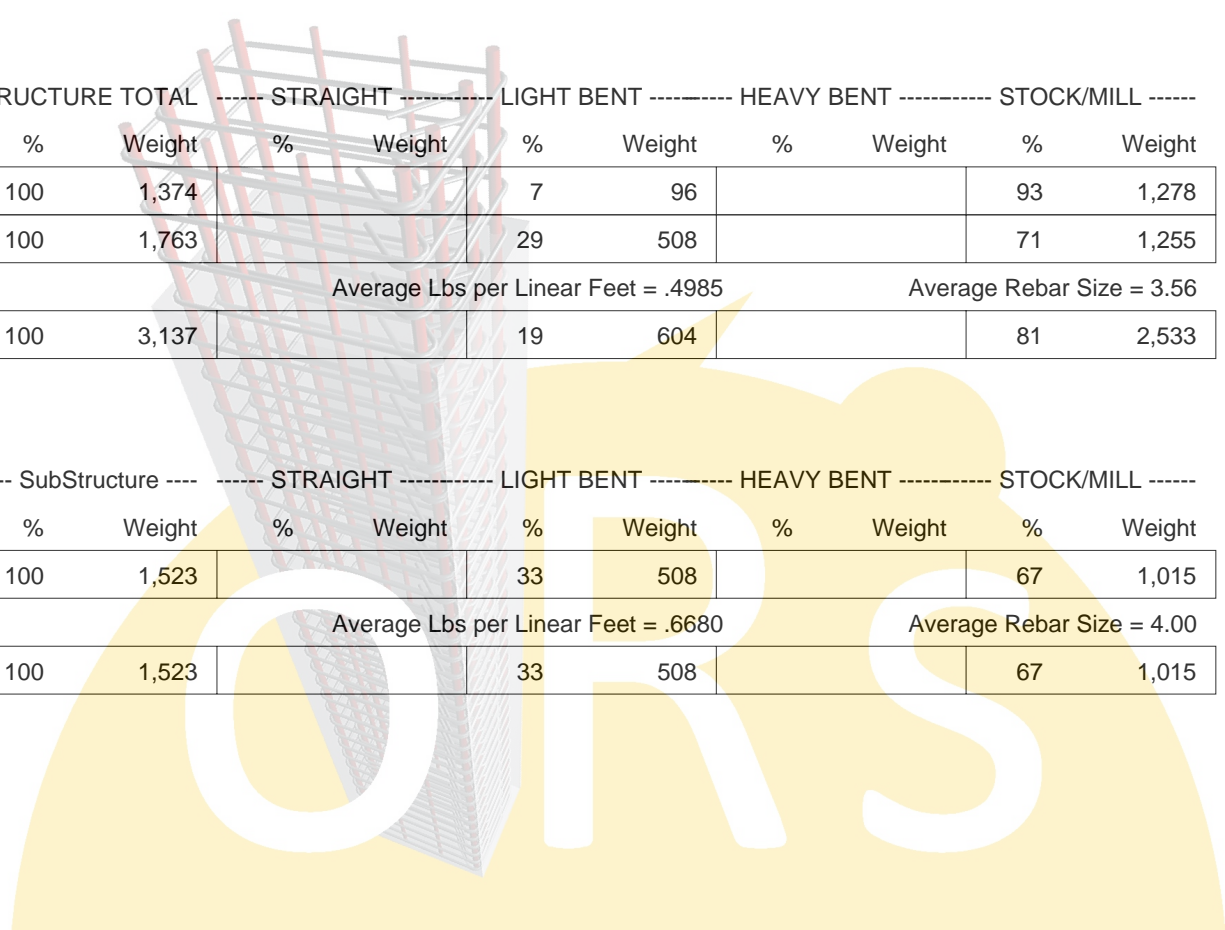 RUCTURE TOTAL ------ STRAIGHT ------------ LIGHT BENT ------------ HEAVY BENT ------------ STOCK/MILL ------
% Weight % Weight % Weight % Weight % Weight
100 1,374 7 96 93 1,278
100 1,763 29 508 71 1,255
Average Lbs per Linear Feet = .4985 Average Rebar Size = 3.56
100 3,137 19 604 81 2,533
-- SubStructure ---- ------ STRAIGHT ------------ LIGHT BENT ------------ HEAVY BENT ------------ STOCK/MILL ------
% Weight % Weight % Weight % Weight % Weight
100 1,523 33 508 67 1,015
Average Lbs per Linear Feet = .6680 Average Rebar Size = 4.00
100 1,523 33 508 67 1,015
ORS